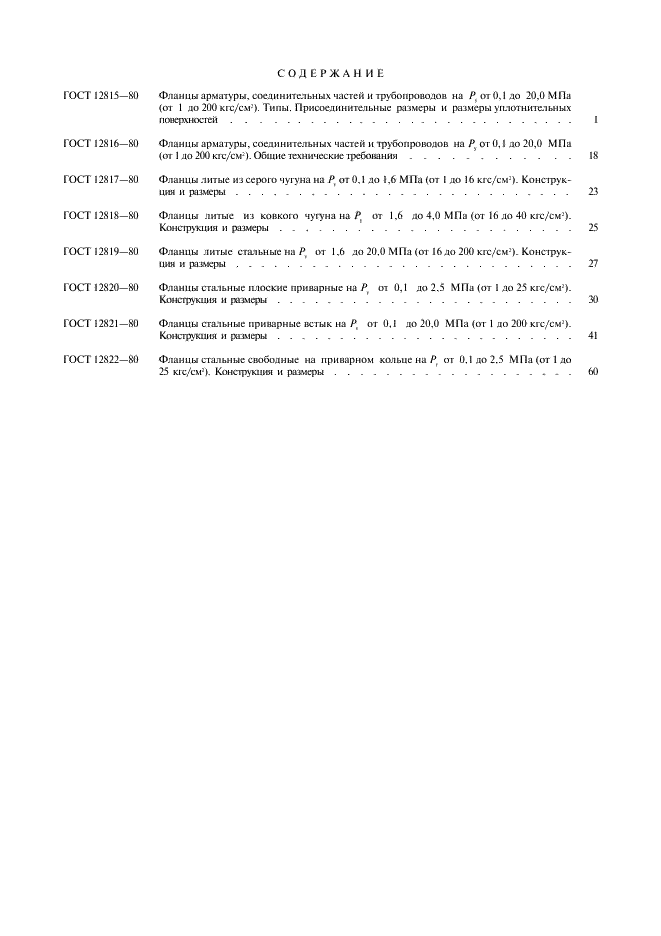 СОДЕРЖАНИЕ
ГОСТ 12815—80 Фланцы арматуры, соединительных частей и трубопроводов на Pу от 0,1 до 20,0 МПа
(от 1 до 200 кгс/см²). Типы. Присоединительные размеры и размеры уплотнительных
поверхностей . . . . . . . . . . . . . . . . . . . . . . . . . . 1
ГОСТ 12816—80 Фланцы арматуры, соединительных частей и трубопроводов на Pу от 0,1 до 20,0 МПа
(от 1 до 200 кгс/см²). Общие технические требования . . . . . . . . . . . 18
ГОСТ 12817—80 Фланцы литые из серого чугуна на Pу от 0,1 до 1,6 МПа (от 1 до 16 кгс/см²). Конструк-
ция и размеры . . . . . . . . . . . . . . . . . . . . . . . . . . 23
ГОСТ 12818—80 Фланцы литые из ковкого чугуна на Pу от 1,6 до 4,0 МПа (от 16 до 40 кгс/см²).
Конструкция и размеры . . . . . . . . . . . . . . . . . . . . . . 25
ГОСТ 12819—80 Фланцы литые стальные на Pу от 1,6 до 20,0 МПа (от 16 до 200 кгс/см²). Конструк-
ция и размеры . . . . . . . . . . . . . . . . . . . . . . . . . . 27
ГОСТ 12820—80 Фланцы стальные плоские приварные на Pу от 0,1 до 2,5 МПа (от 1 до 25 кгс/см²).
Конструкция и размеры . . . . . . . . . . . . . . . . . . . . . . 30
ГОСТ 12821—80 Фланцы стальные приварные встык на Pу от 0,1 до 20,0 МПа (от 1 до 200 кгс/см²).
Конструкция и размеры . . . . . . . . . . . . . . . . . . . . . . 41
ГОСТ 12822—80 Фланцы стальные свободные на приварном кольце на Pу от 0,1 до 2,5 МПа (от 1 до
25 кгс/см²). Конструкция и размеры . . . . . . . . . . . . . . . . . . 60